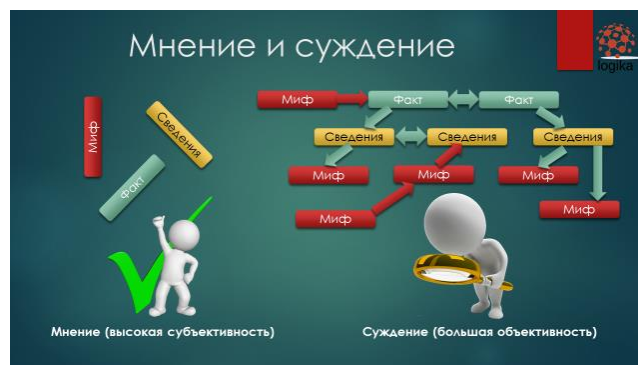 Мнение и суждение
logika
Миф
Сведения
Факт
Миф
Факт
Факт
Сведения
Сведения
Сведения
Миф
Миф
Миф
Миф
Миф
Мнение (высокая субъективность)
Суждение (большая объективность)